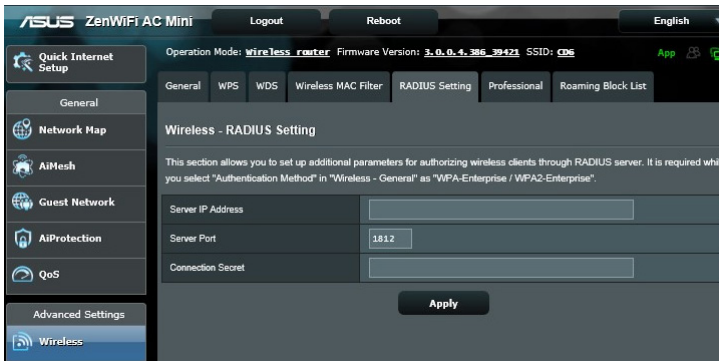 ASUS ZenWiFi AC Mini Logout Reboot English
Quick Internet Setup
Operation Mode: Wireless router Firmware Version: 3.0.0.4.386_39421 SSID: CD6 App
General WPS WDS Wireless MAC Filter RADIUS Setting Professional Roaming Block List
General
Network Map
AiMesh
Guest Network
AiProtection
QoS
Advanced Settings
Wireless
Wireless - RADIUS Setting
This section allows you to set up additional parameters for authorizing wireless clients through RADIUS server. It is required whi
you select "Authentication Method" in "Wireless - General" as "WPA-Enterprise / WPA2-Enterprise".
Server IP Address
Server Port 1812
Connection Secret
Apply